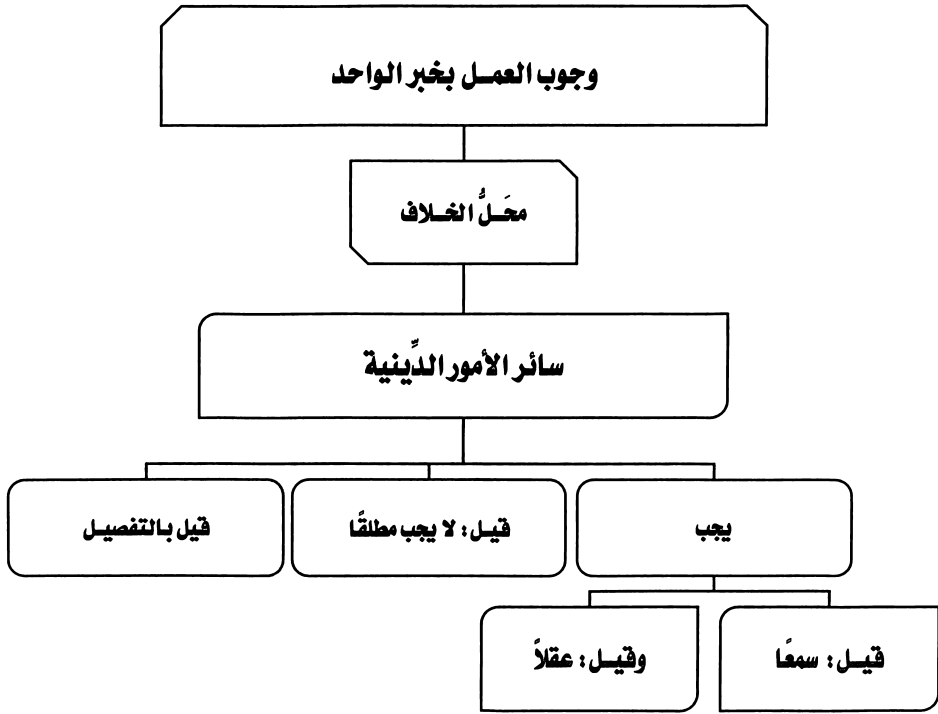 وجوب العمل بخبر الواحد
محَلُّ الخلاف
سائر الأمور الدِّينية
يجب
قيل: لا يجب مطلقًا
قيل بالتفصيل
قيل: سمعًا
وقيل: عقلاً